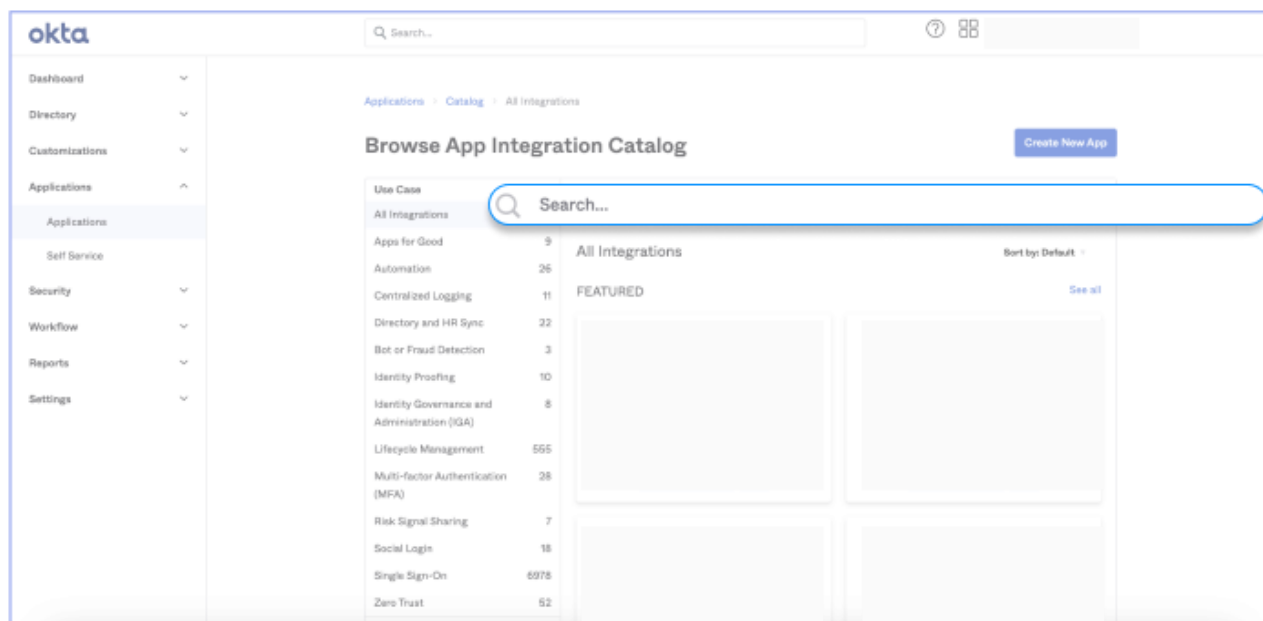 okta
Search...
Dashboard
Directory
Customizations
Applications
Applications
Self Service
Security
Workflow
Reports
Settings
Applications Catalog All Integrations
Browse App Integration Catalog
Create New App
Use Case
Search...
All Integrations
Apps for Good 9
Automation 26
Centralized Logging 11
Directory and HR Sync 22
Bot or Fraud Detection 3
Identity Proofing 10
Identity Governance and 8
Administration (IGA)
Lifecycle Management 555
Multi-factor Authentication 28
(MFA)
Risk Signal Sharing 7
Social Login 18
Single Sign-On 6978
Zero Trust 52
All Integrations
Sort by: Default
FEATURED
See all